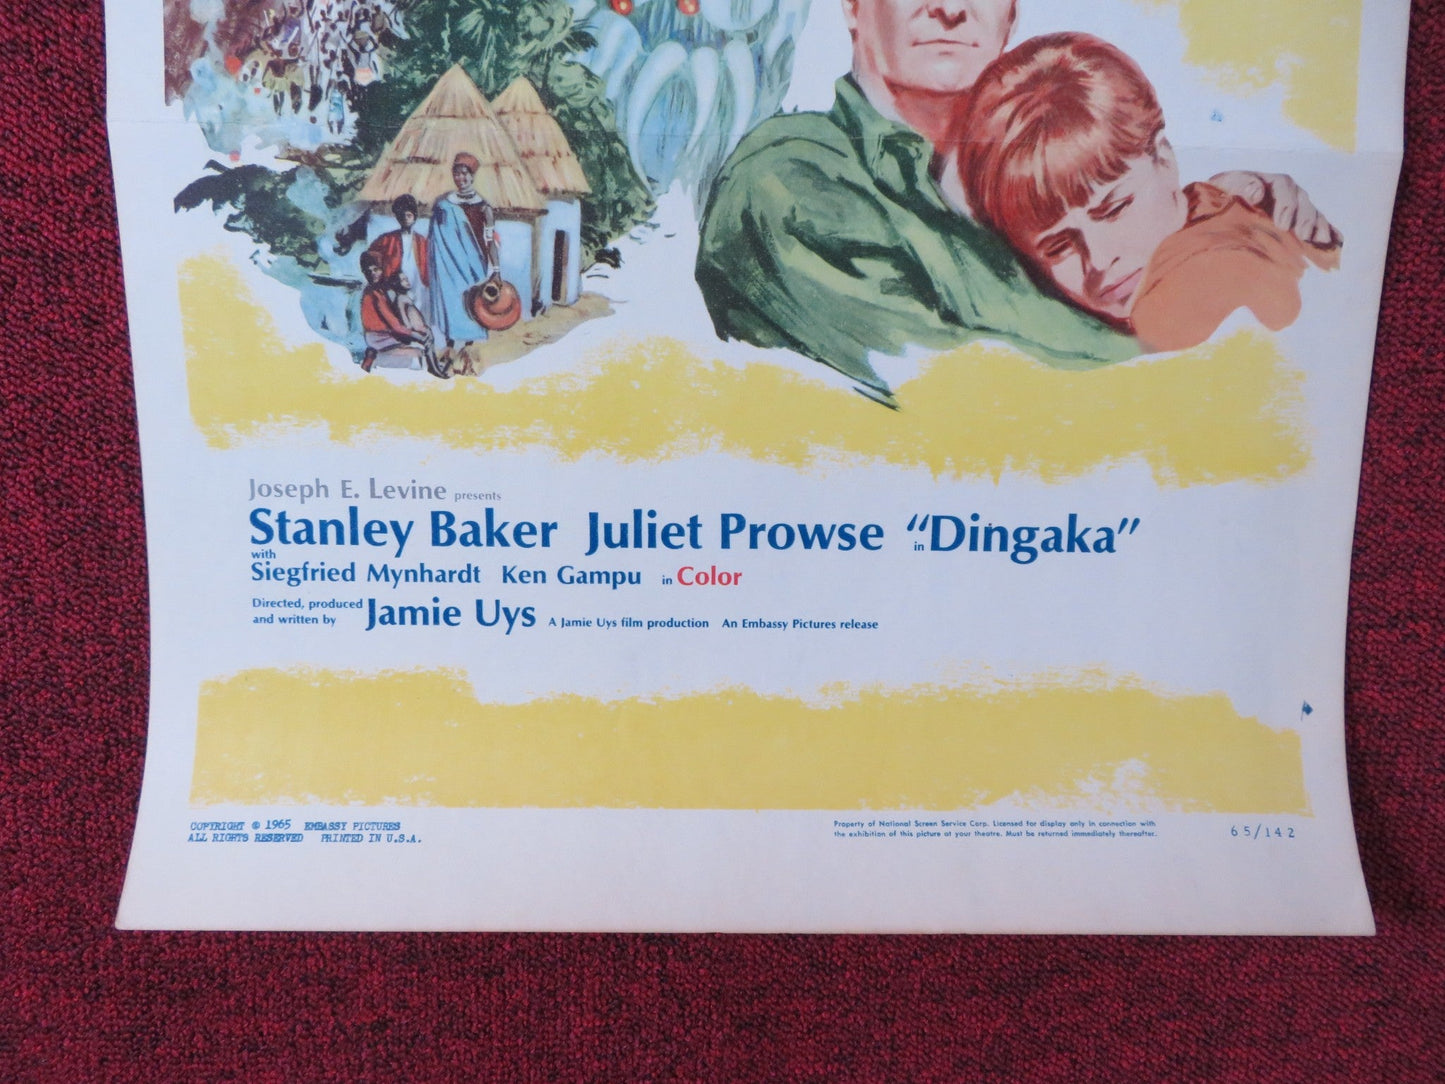 Joseph E. Levine presents
Stanley Baker Juliet Prowse in "Dingaka"
with
Siegfried Mynhardt Ken Gampu in Color
Directed, produced and written by Jamie Uys A Jamie Uys film production An Embassy Pictures release
COPYRIGHT © 1965 EMBASSY PICTURES
ALL RIGHTS RESERVED PRINTED IN U.S.A.
Property of National Screen Service Corp. Licensed for display only in connection with
the exhibition of this picture at your theatre. Must be returned immediately thereafter.
65/142